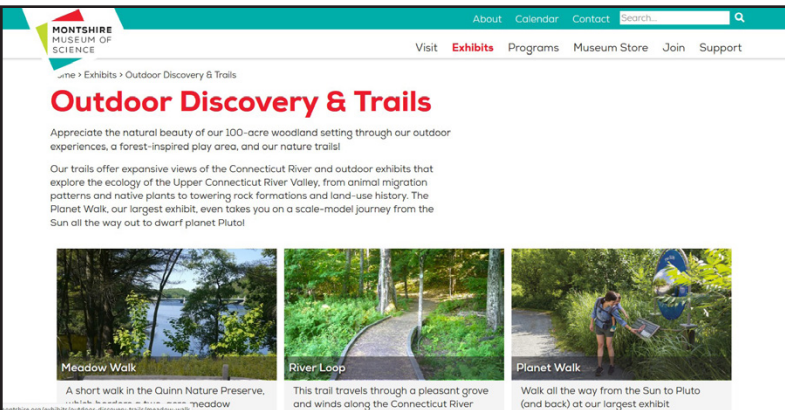 MONTSHIRE
MUSEUM OF
SCIENCE
About Calendar Contact Search...
Visit Exhibits Programs Museum Store Join Support
Home > Exhibits > Outdoor Discovery & Trails
Outdoor Discovery & Trails
Appreciate the natural beauty of our 100-acre woodland setting through our outdoor
experiences, a forest-inspired play area, and our nature trails!
Our trails offer expansive views of the Connecticut River and outdoor exhibits that
explore the ecology of the Upper Connecticut River Valley, from animal migration
patterns and native plants to towering rock formations and land-use history. The
Planet Walk, our largest exhibit, even takes you on a scale-model journey from the
Sun all the way out to dwarf planet Pluto!
Meadow Walk
A short walk in the Quinn Nature Preserve,
meadow
River Loop
This trail travels through a pleasant grove
and winds along the Connecticut River
Planet Walk
Walk all the way from the Sun to Pluto
(and back) at our largest exhibit